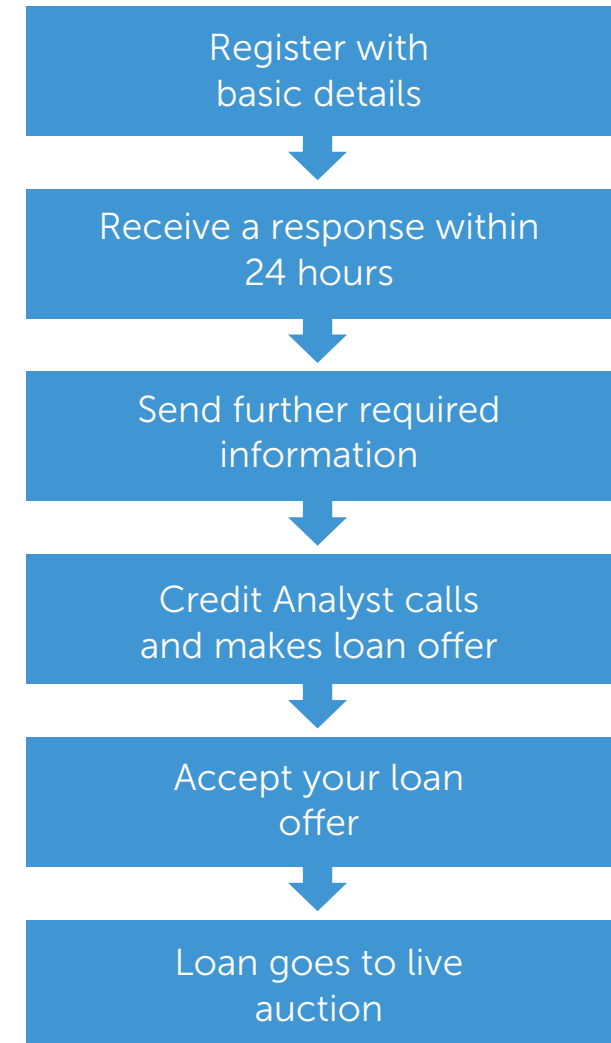 Register with
basic details
Receive a response within
24 hours
Send further required
information
Credit Analyst calls
and makes loan offer
Accept your loan
offer
Loan goes to live
auction